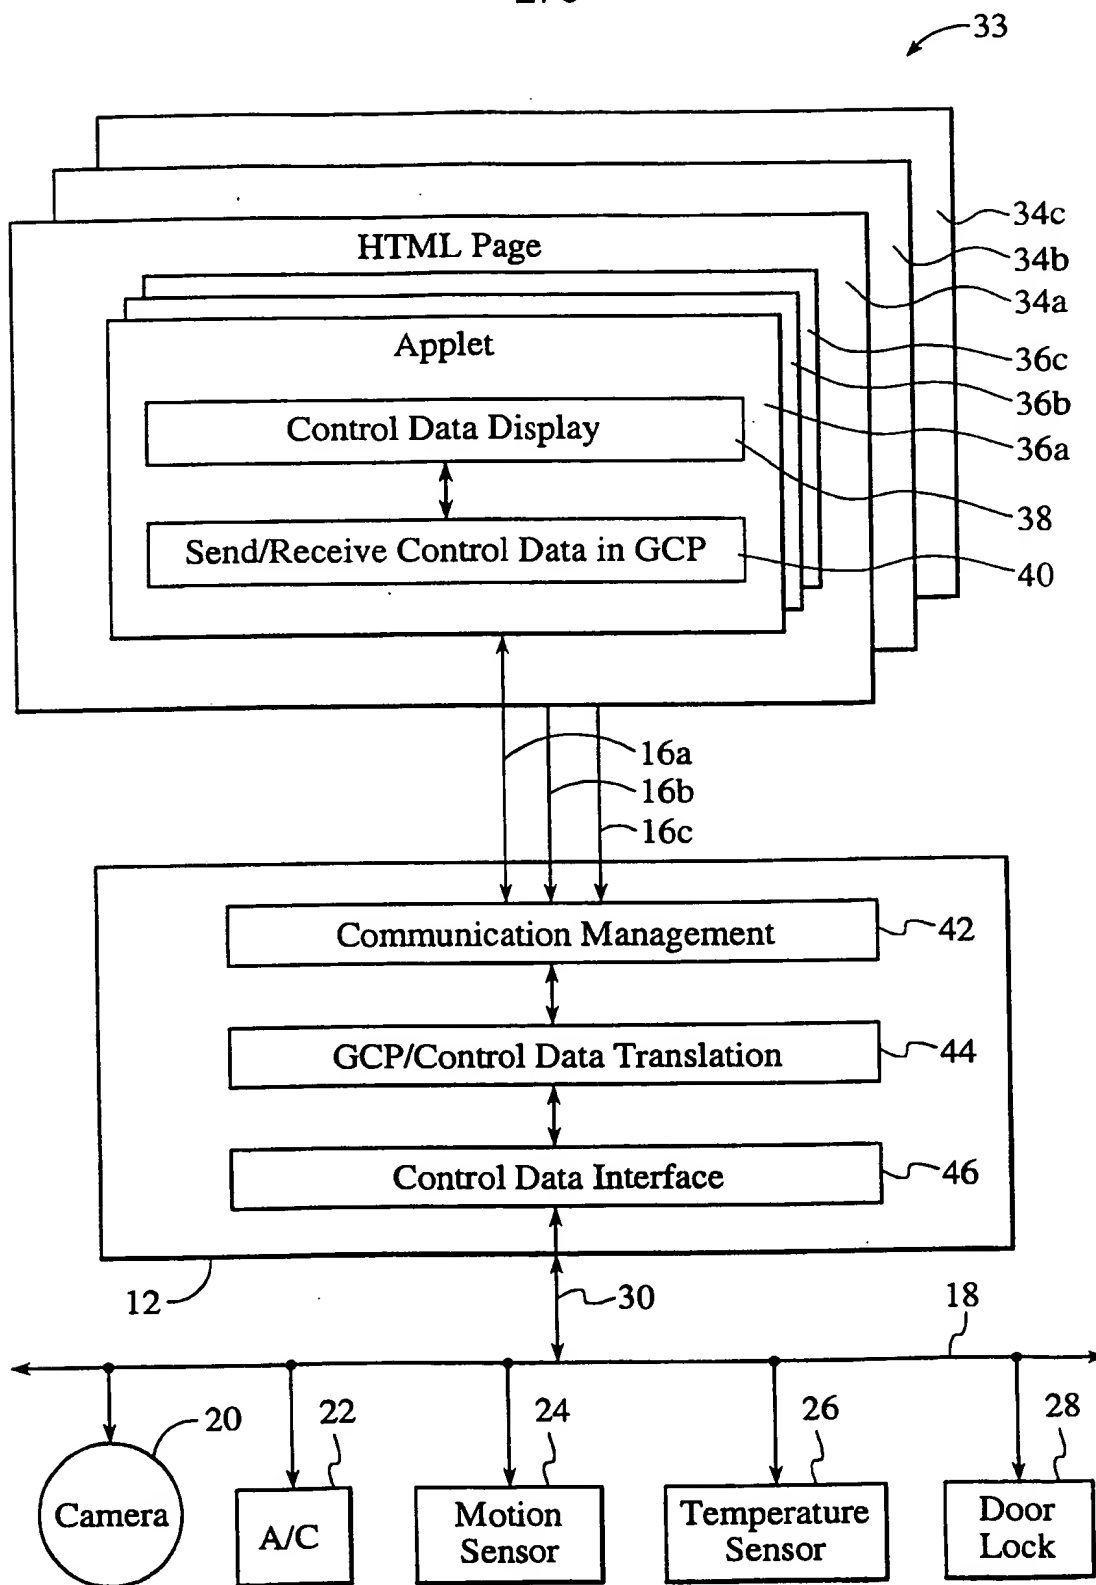 33
34c
HTML Page
34b
34a
Applet
36c
36b
Control Data Display
36a
38
Send/Receive Control Data in GCP
40
16a
16b
16c
Communication Management
42
GCP/Control Data Translation
44
Control Data Interface
46
12
30
18
20
22
24
26
28
Camera
A/C
Motion
Sensor
Temperature
Sensor
Door
Lock